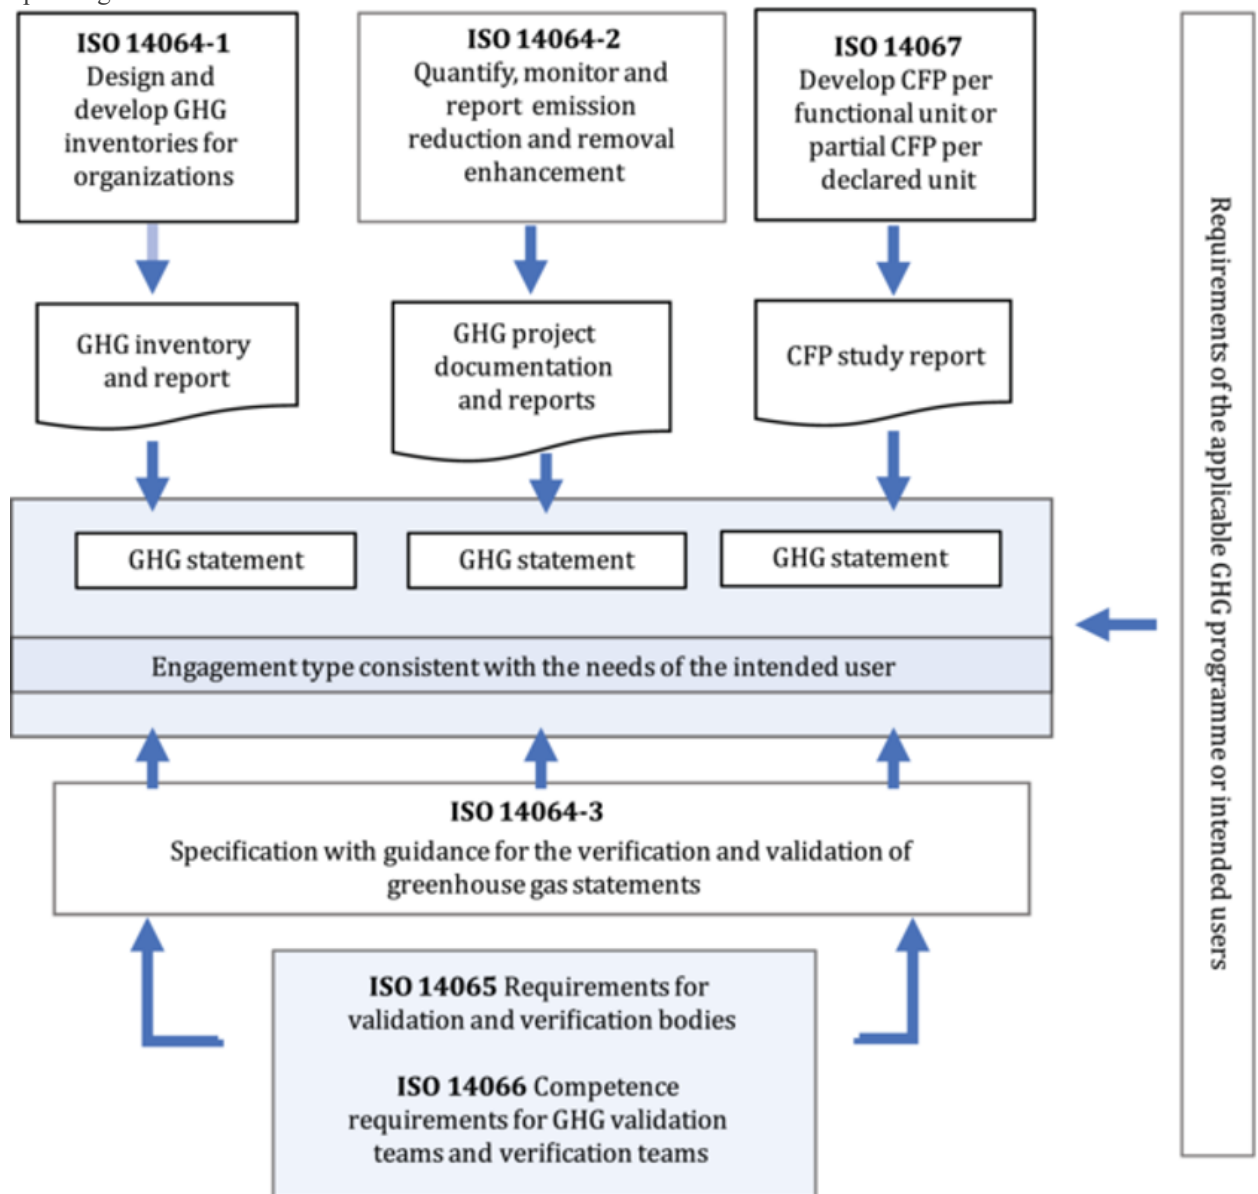 ISO 14064-1
Design and
develop GHG
inventories for
organizations
ISO 14064-2
Quantify, monitor and
report emission
reduction and removal
enhancement
ISO 14067
Develop CFP per
functional unit or
partial CFP per
declared unit
GHG inventory
and report
GHG project
documentation
and reports
CFP study report
GHG statement
GHG statement
GHG statement
Engagement type consistent with the needs of the intended user
ISO 14064-3
Specification with guidance for the verification and validation of
greenhouse gas statements
ISO 14065 Requirements for
validation and verification bodies
ISO 14066 Competence
requirements for GHG validation
teams and verification teams
Requirements of the applicable GHG programme or intended users